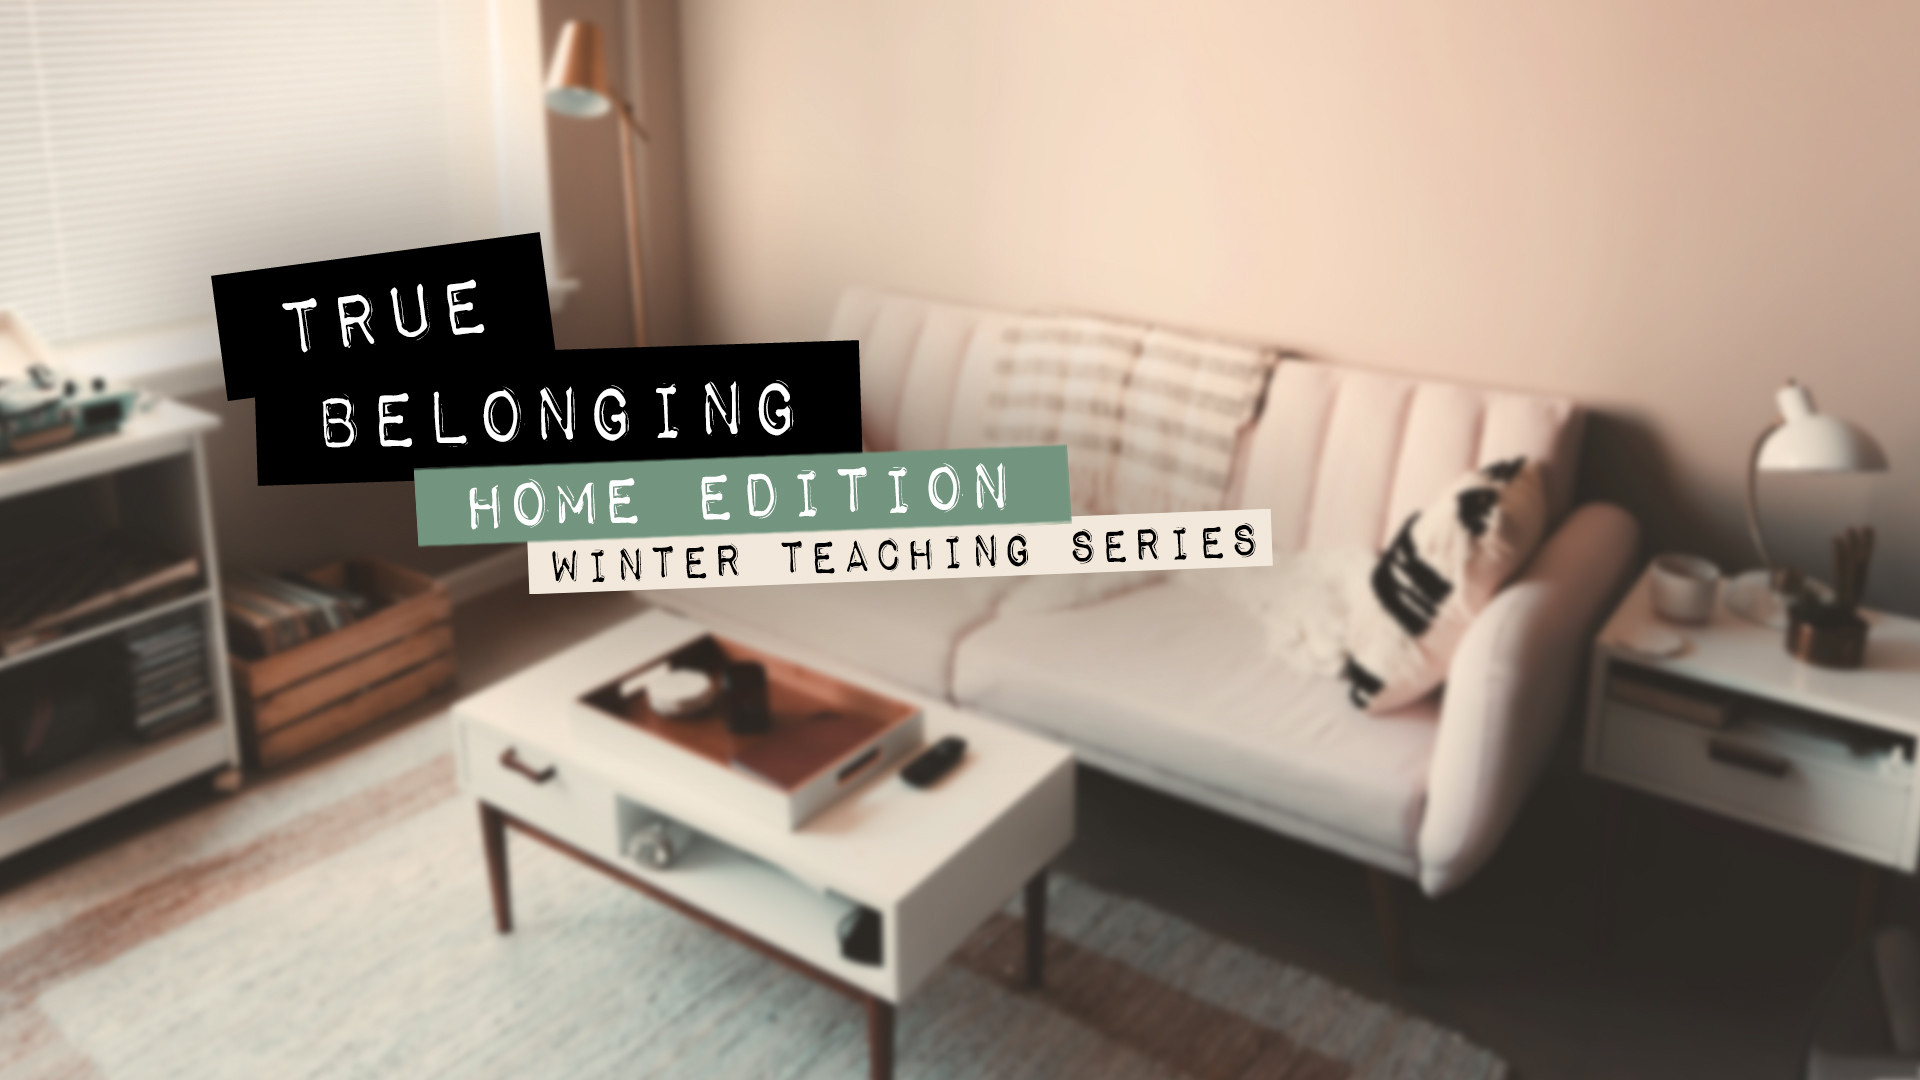 TRUE
BELONGING
HOME EDITION
WINTER TEACHING SERIES